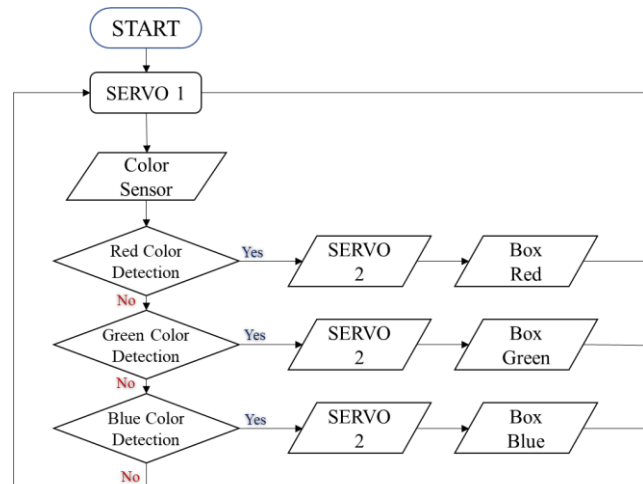 START
SERVO 1
Color
Sensor
Red Color
Detection
Yes
SERVO
2
Box
Red
No
Green Color
Detection
Yes
SERVO
2
Box
Green
No
Blue Color
Detection
Yes
SERVO
2
Box
Blue
No